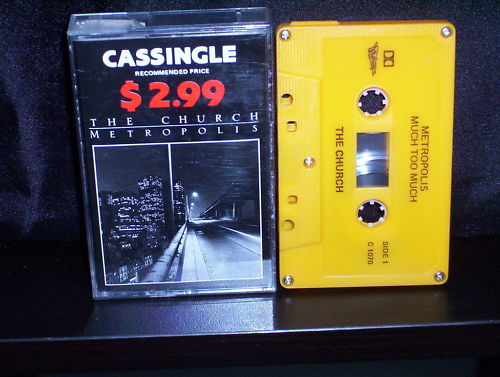 CASSINGLE
RECOMMENDED PRICE
$2.99
THE CHURCH
METROPOLIS
METROPOLIS
MUCH TOO MUCH
THE CHURCH
SIDE 1
C 1070